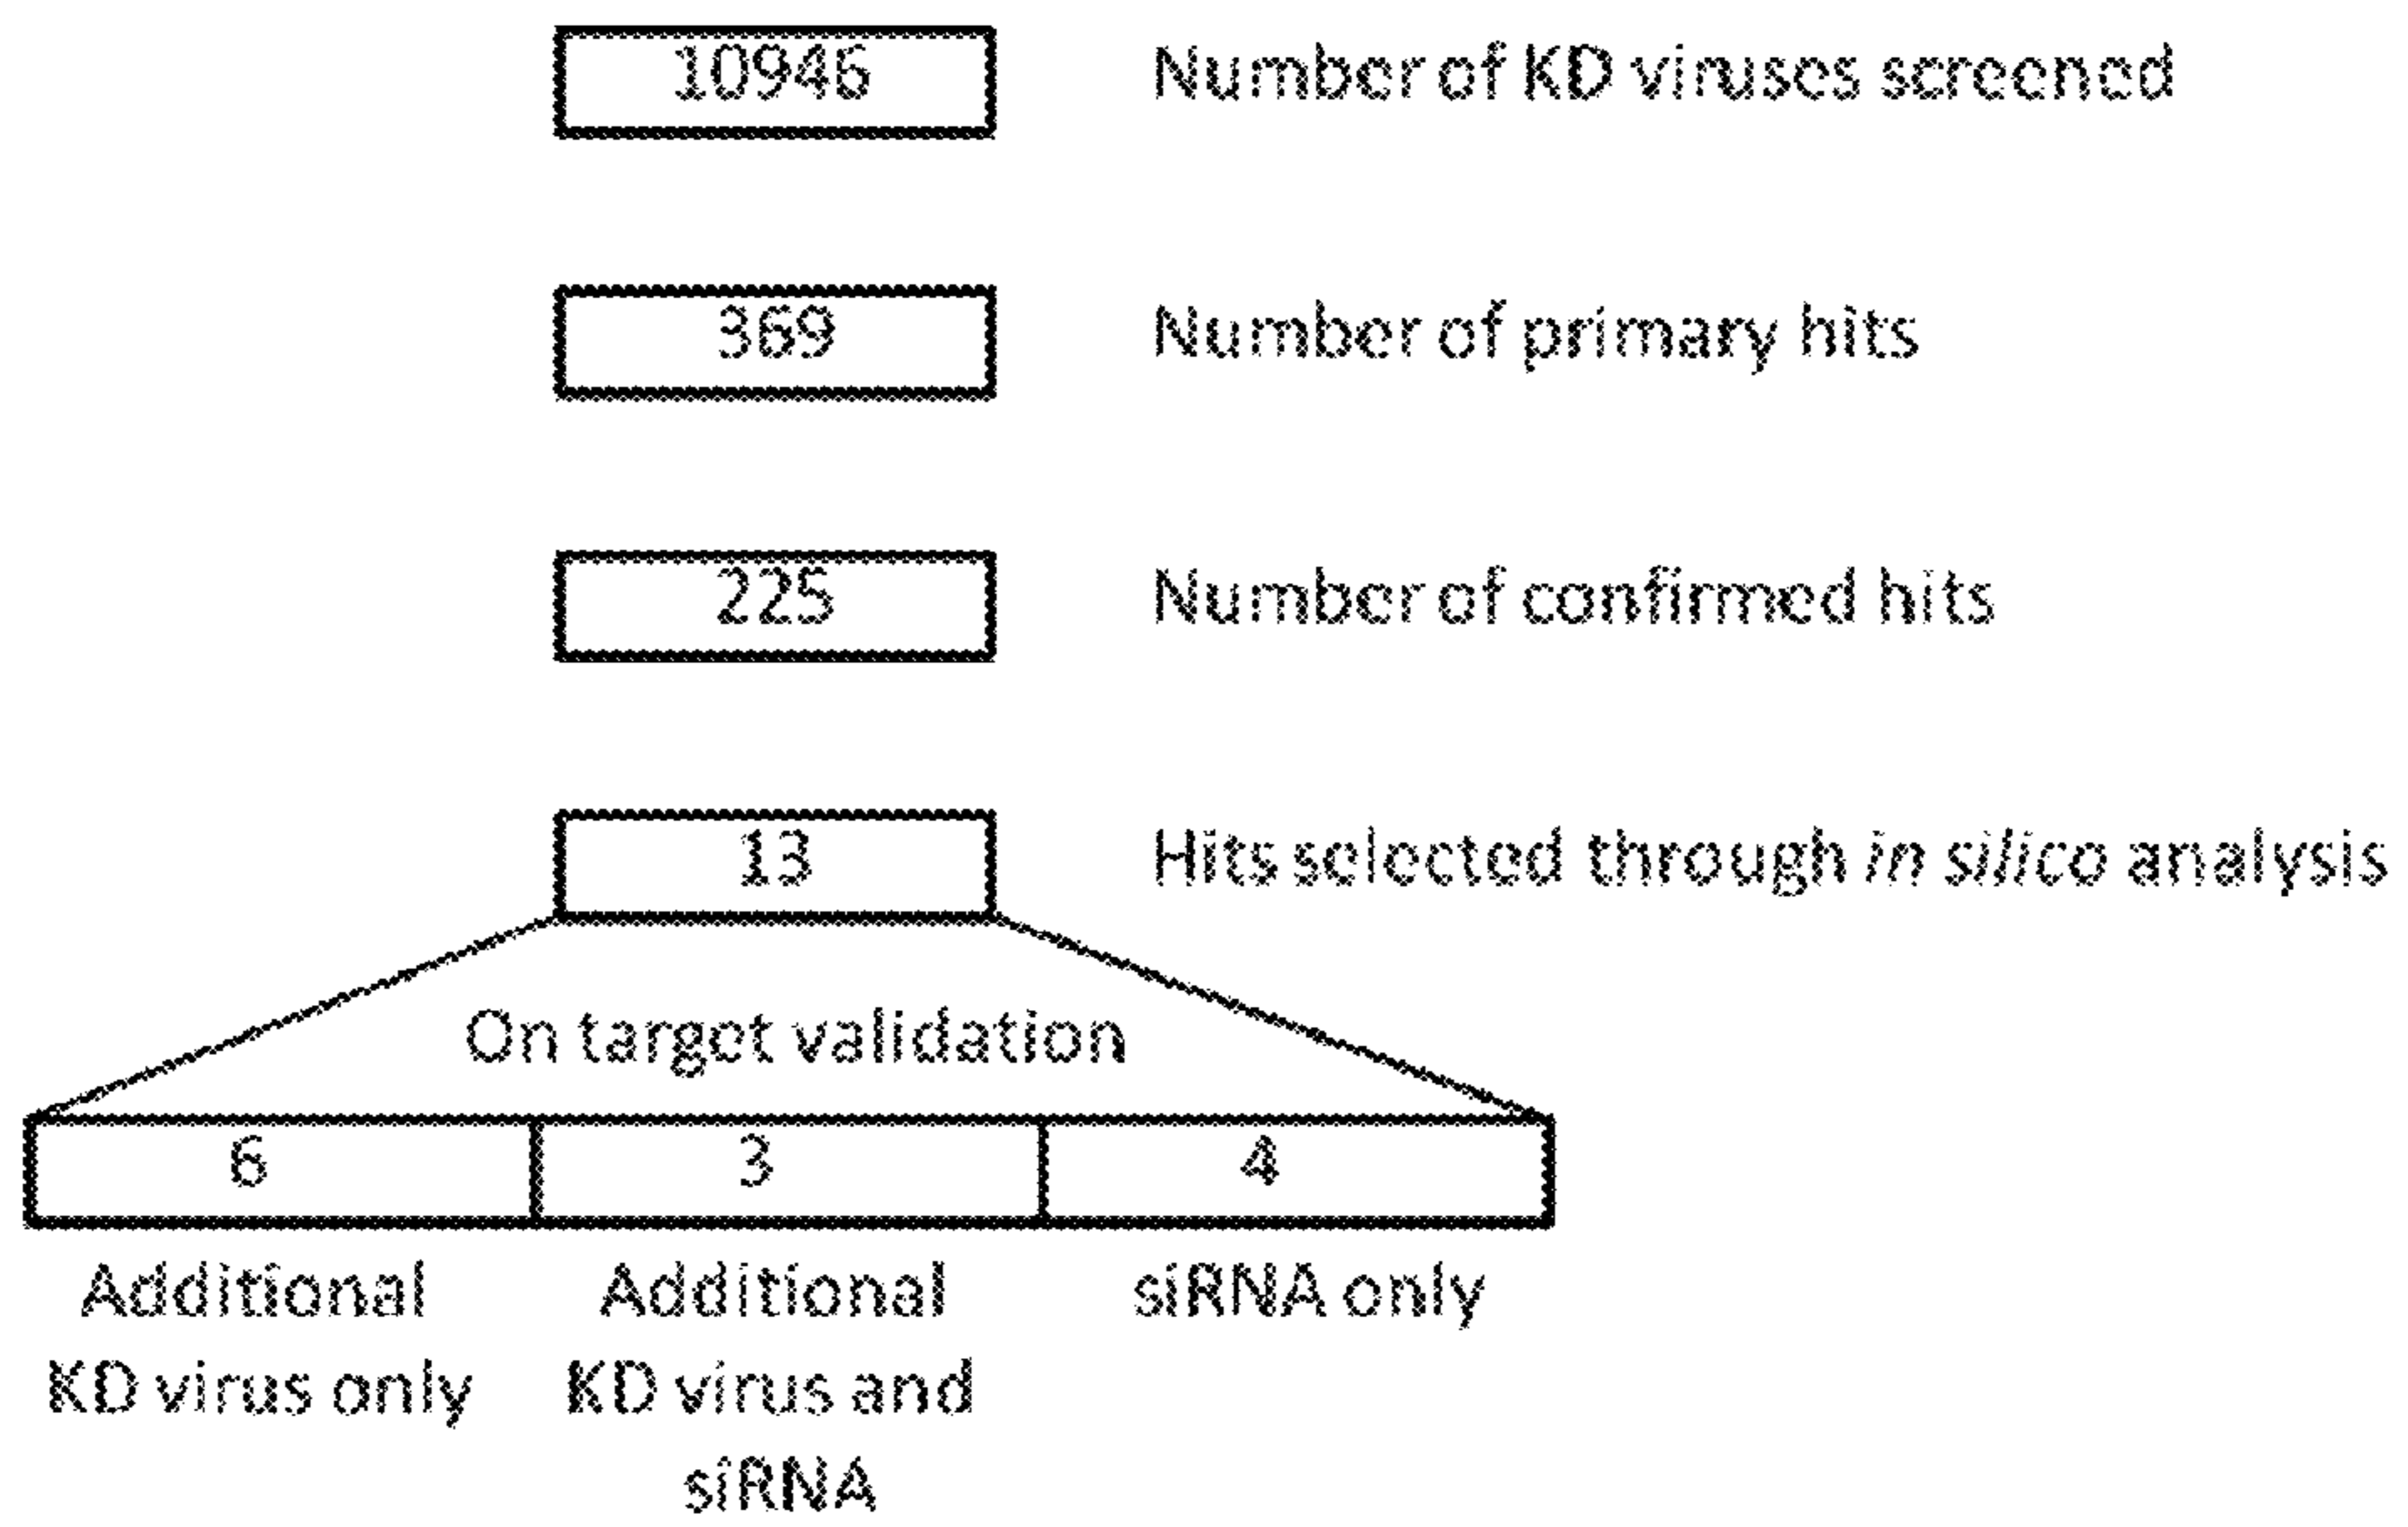 10946 Number of KD viruses screened
369 Number of primary hits
225 Number of confirmed hits
13 Hits selected through in silico analysis
On target validation
6 3 4
Additional Additional siRNA only
KD virus only KD virus and
siRNA